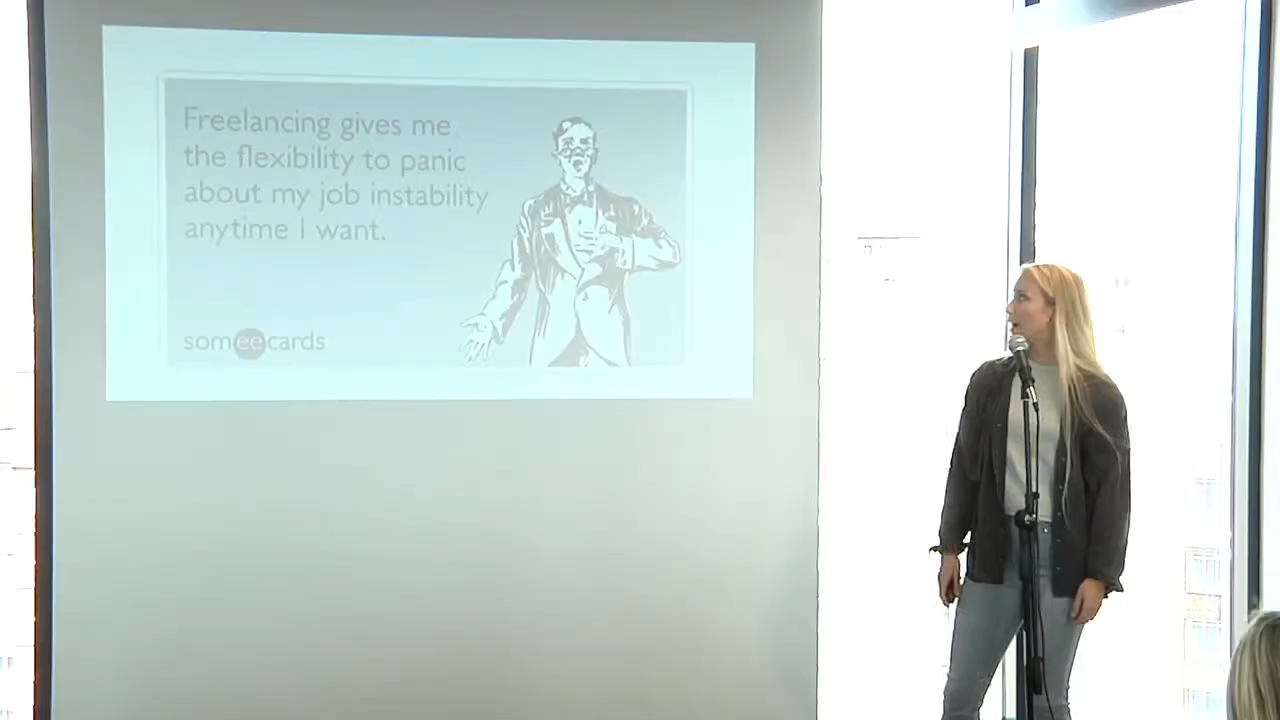 Freelancing gives me
the flexibility to panic
about my job instability
anytime I want.
someecards